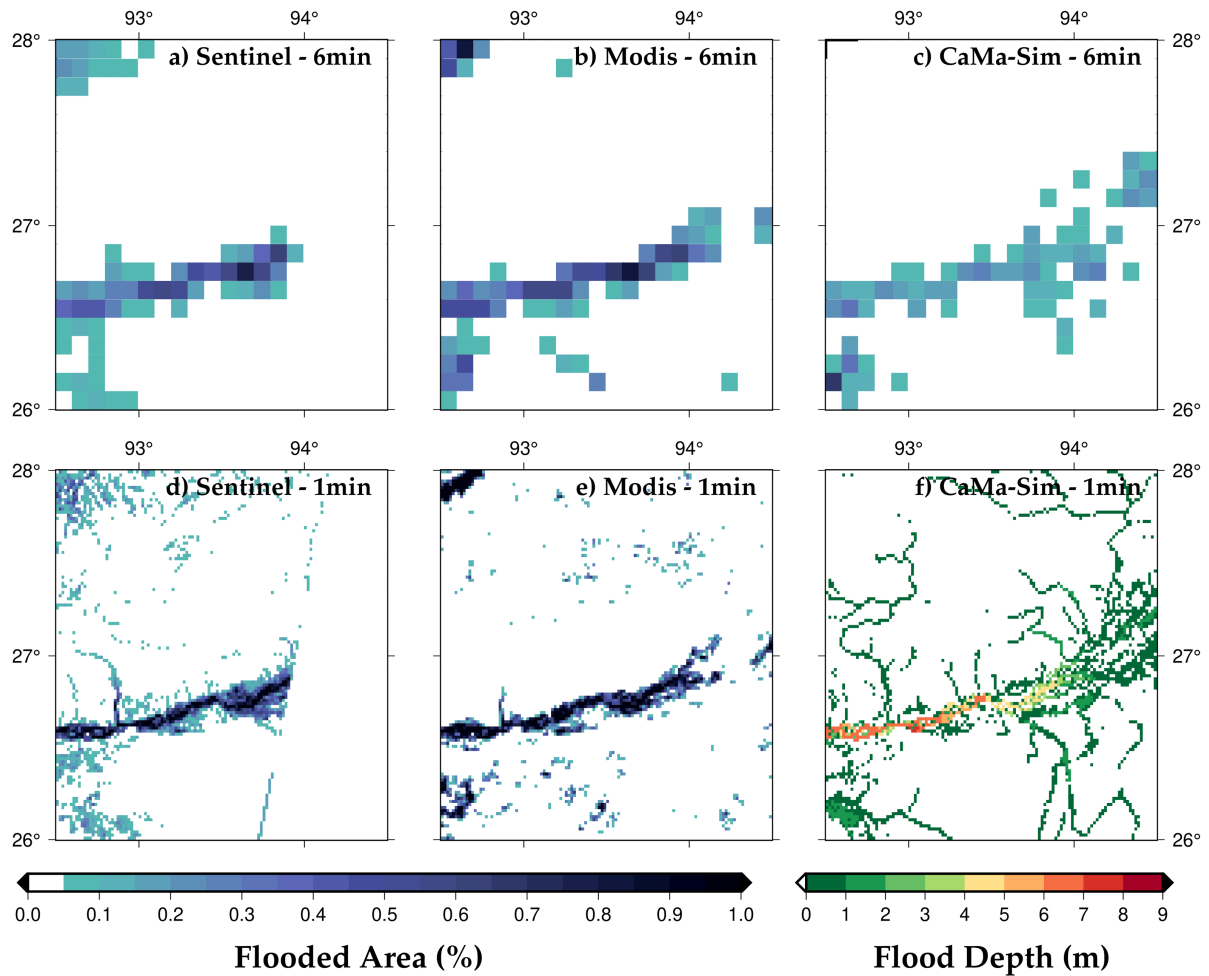 93° 94° 93° 94° 93° 94°
28° a) Sentinel - 6min b) Modis - 6min c) CaMa-Sim - 6min 28°
27° 27°
26° 26°
93° 94° 93° 94° 93° 94°
28° d) Sentinel - 1min e) Modis - 1min f) CaMa-Sim - 1min 28°
27° 27°
26° 26°
0.0 0.1 0.2 0.3 0.4 0.5 0.6 0.7 0.8 0.9 1.0 0 1 2 3 4 5 6 7 8 9
Flooded Area (%) Flood Depth (m)